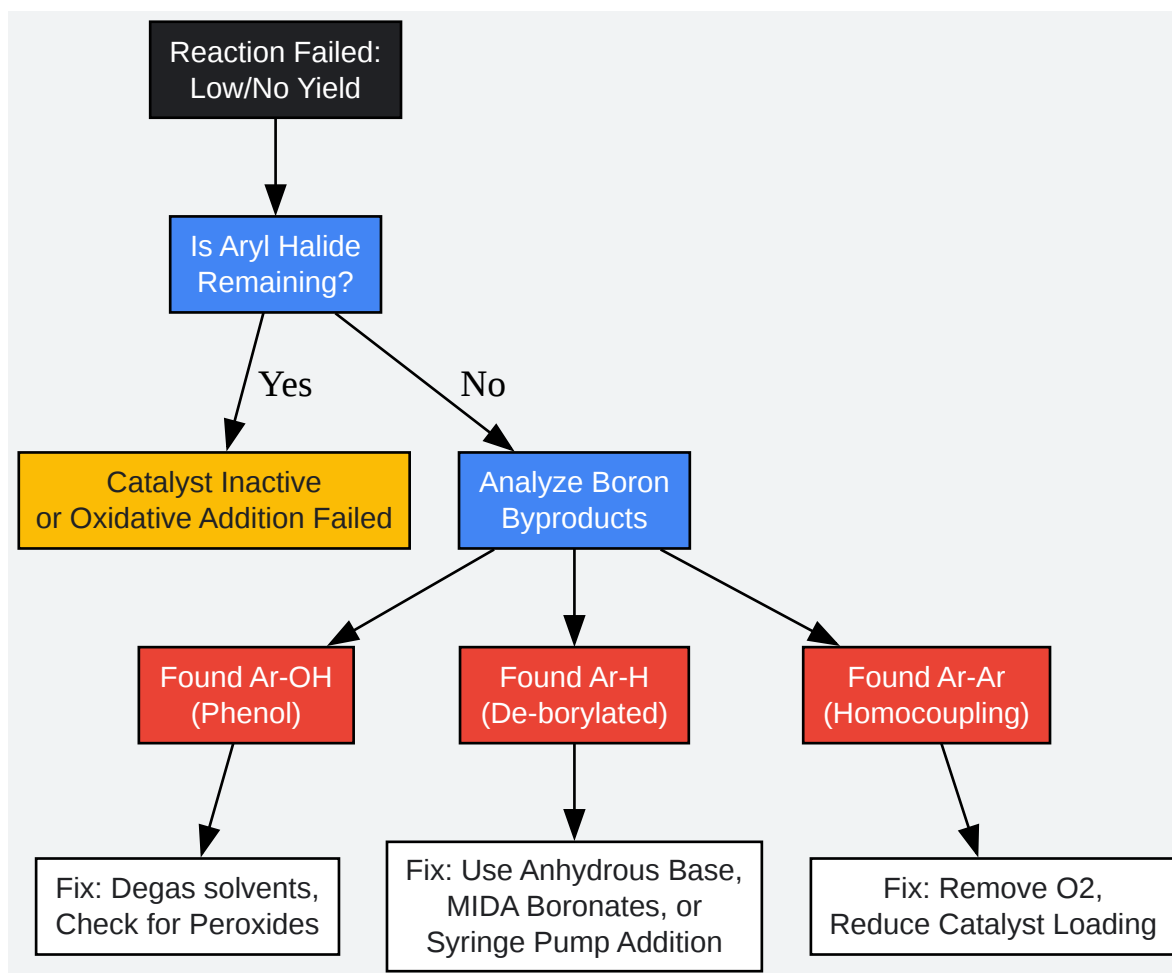 Reaction Failed:
Low/No Yield
Is Aryl Halide
Remaining?
Yes
No
Catalyst Inactive
or Oxidative Addition Failed
Analyze Boron
Byproducts
Found Ar-OH
(Phenol)
Found Ar-H
(De-borylated)
Found Ar-Ar
(Homocoupling)
Fix: Degas solvents,
Check for Peroxides
Fix: Use Anhydrous Base,
MIDA Boronates, or
Syringe Pump Addition
Fix: Remove O2,
Reduce Catalyst Loading